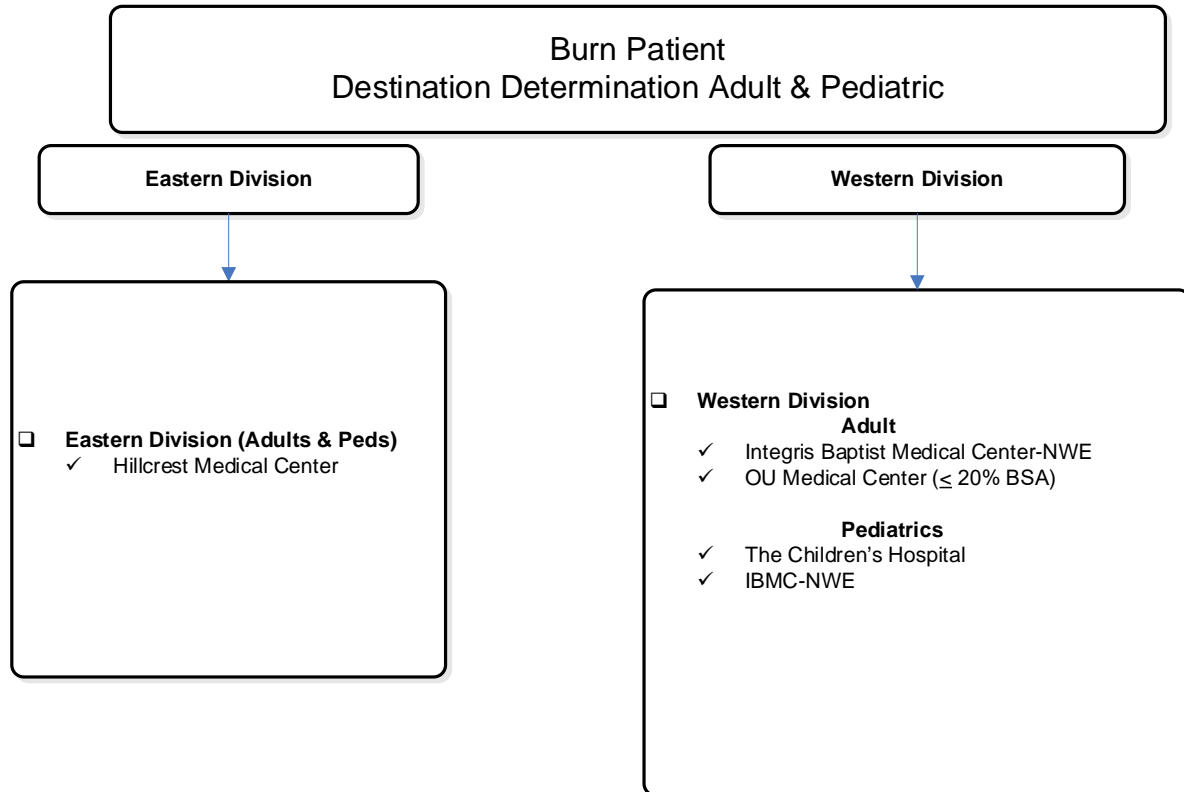 Burn Patient
Destination Determination Adult & Pediatric
Eastern Division
Western Division
❑ Eastern Division (Adults & Peds)
✓ Hillcrest Medical Center
❑ Western Division
Adult
✓ Integris Baptist Medical Center-NWE
✓ OU Medical Center (≤ 20% BSA)
Pediatrics
✓ The Children’s Hospital
✓ IBMC-NWE